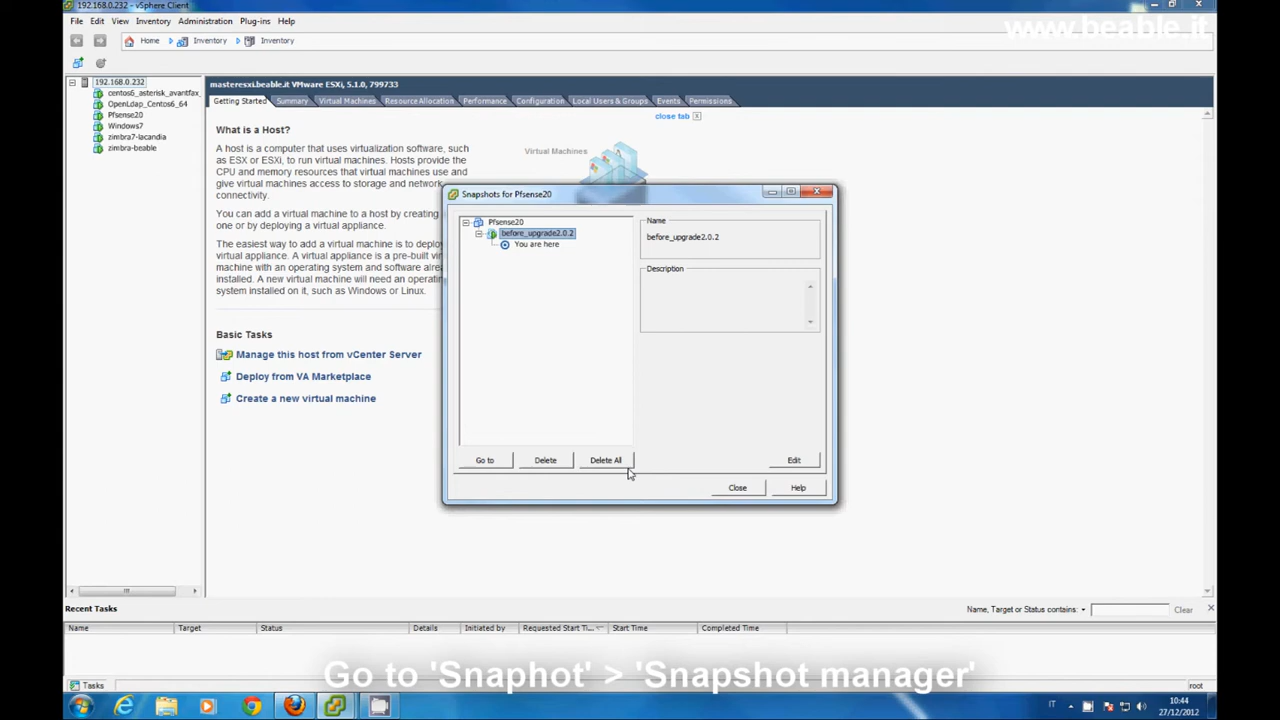 192.168.0.232 - vSphere Client
File Edit View Inventory Administration Plug-ins Help
www.beable.it
Home Inventory Inventory
192.168.0.232
centos6_asterisk_avantfax_
OpenLdap_Centos6_64
Pfsense20
Windows7
zimbra7-lacandia
zimbra-beable
masteresxi.beable.it VMware ESXi, 5.1.0, 799733
Getting Started Summary Virtual Machines Resource Allocation Performance Configuration Local Users & Groups Events Permissions
close tab x
What is a Host?
A host is a computer that uses virtualization software, such
as ESX or ESXi, to run virtual machines. Hosts provide the
CPU and memory resources that virtual machines use and
give virtual machines access to storage and network
connectivity.
You can add a virtual machine to a host by creating
one or by deploying a virtual appliance.
The easiest way to add a virtual machine is to deploy
virtual appliance. A virtual appliance is a pre-built virt
machine with an operating system and software alrea
installed. A new virtual machine will need an operatin
system installed on it, such as Windows or Linux.
Virtual Machines
Basic Tasks
Manage this host from vCenter Server
Deploy from VA Marketplace
Create a new virtual machine
Snapshots for Pfsense20
Pfsense20
before_upgrade2.0.2
You are here
Name
before_upgrade2.0.2
Description
Go to Delete Delete All Edit
Close Help
Recent Tasks
Name, Target or Status contains: Clear
Name Target Status Details Initiated by Requested Start Ti... Start Time Completed Time
Go to 'Snaphot' > 'Snapshot manager'
Tasks root
IT 10:44
27/12/2012